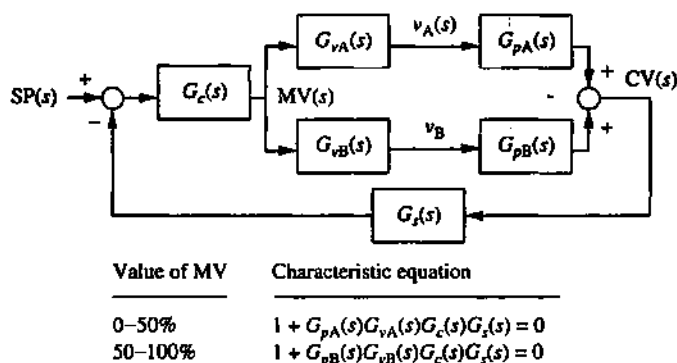 G_vA(s)
v_A(s)
G_pA(s)
+
SP(s)
+
−
G_c(s)
MV(s)
+
CV(s)
-
+
G_vB(s)
v_B
G_pB(s)
G_s(s)
Value of MV Characteristic equation
0–50% 1 + G_pA(s)G_vA(s)G_c(s)G_s(s) = 0
50–100% 1 + G_pB(s)G_vB(s)G_c(s)G_s(s) = 0